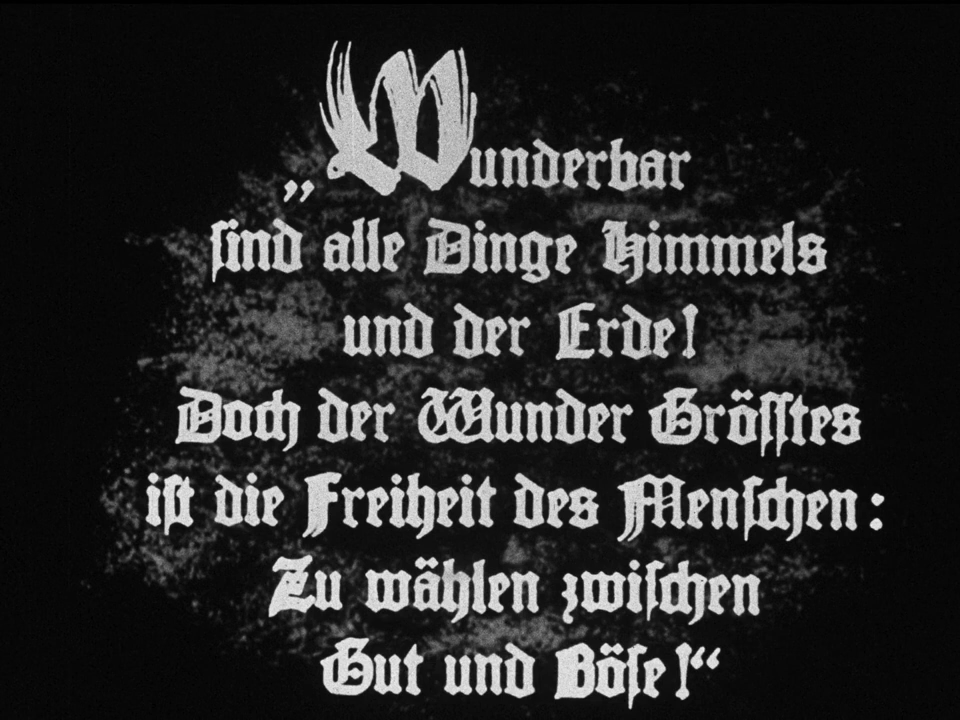 „Wunderbar
sind alle Dinge Himmels
und der Erde!
Doch der Wunder Grösstes
ist die Freiheit des Menschen:
Zu wählen zwischen
Gut und Böse!“